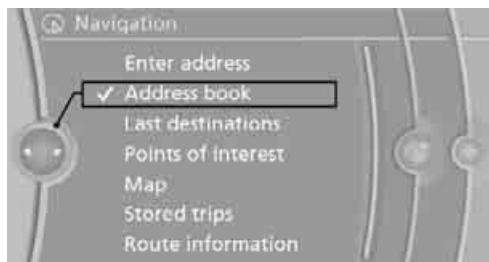 Navigation
Enter address
Address book
Last destinations
Points of Interest
Map
Stored trips
Route information